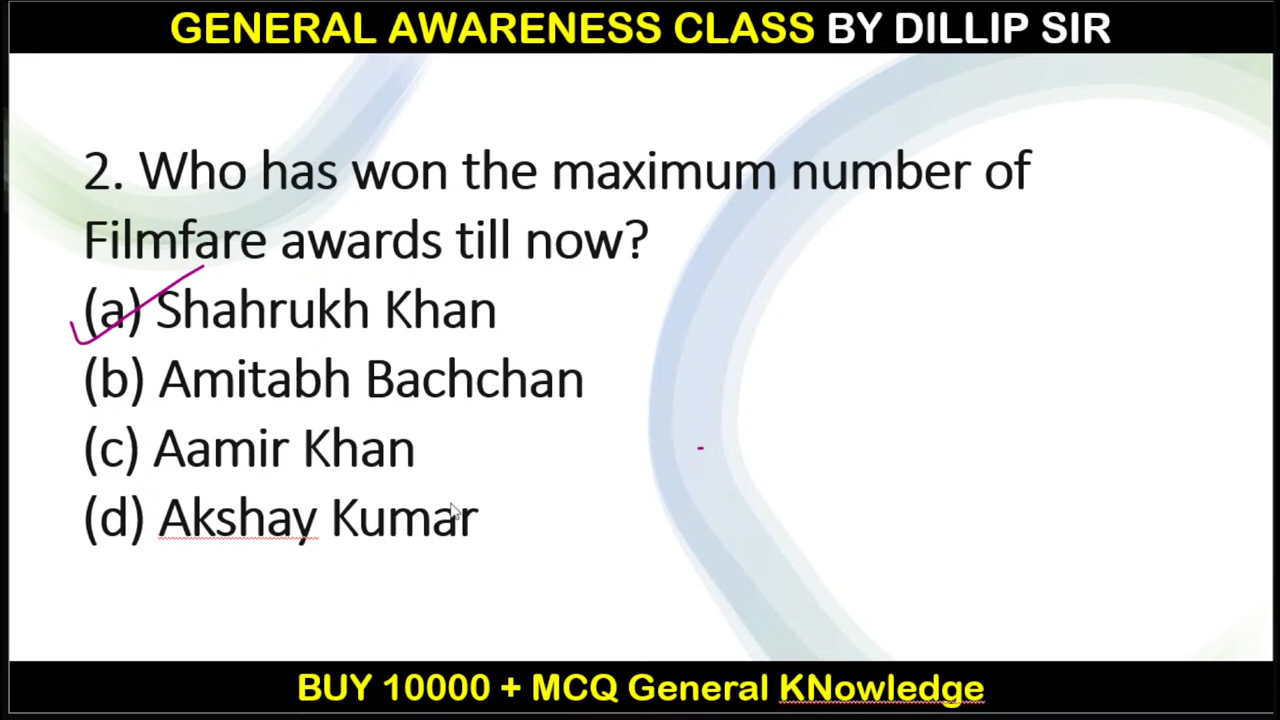 GENERAL AWARENESS CLASS BY DILLIP SIR
2. Who has won the maximum number of
Filmfare awards till now?
(a) Shahrukh Khan
(b) Amitabh Bachchan
(c) Aamir Khan
(d) Akshay Kumar
BUY 10000 + MCQ General KNowledge